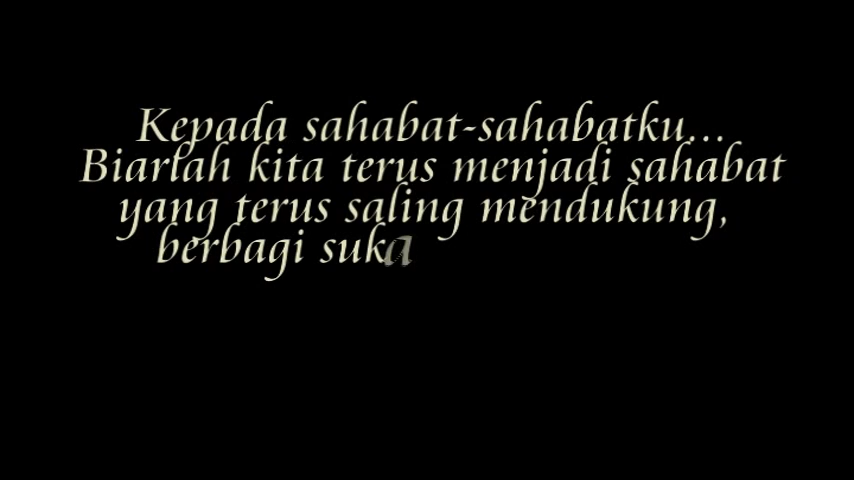 Kepada sahabat-sahabatku...
Biarlah kita terus menjadi sahabat
yang terus saling mendukung,
berbagi suka